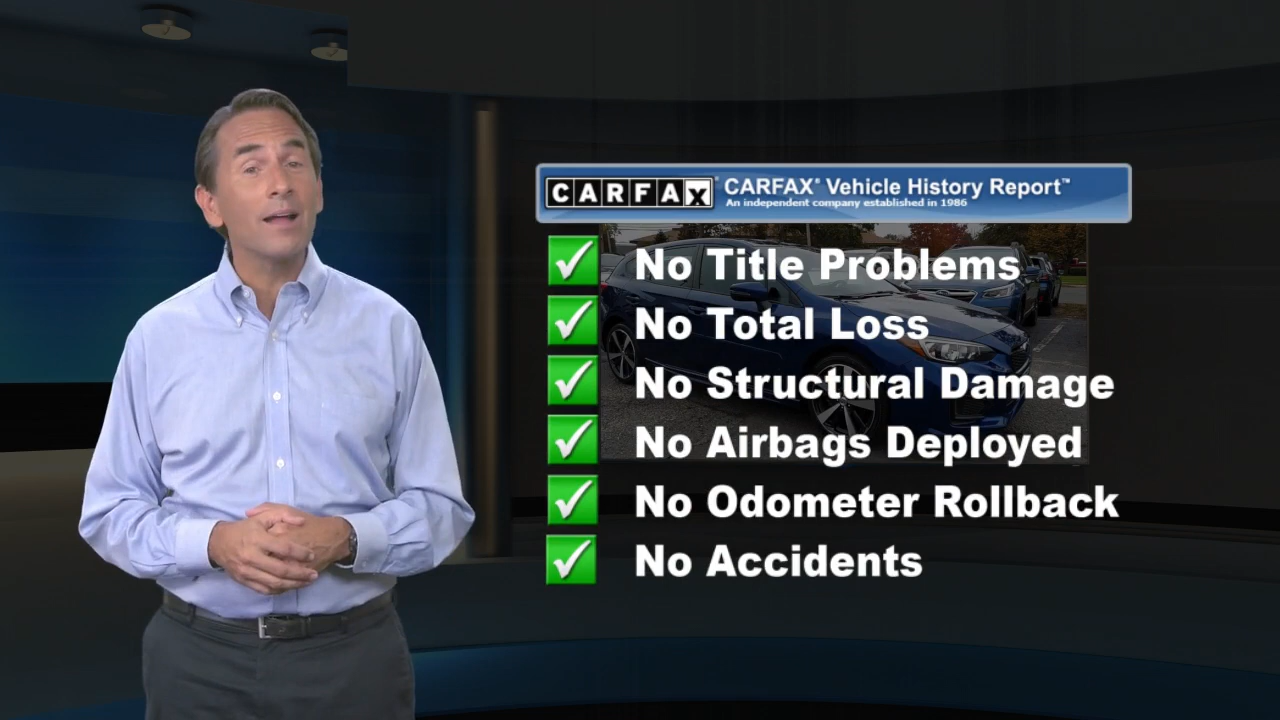 CARFAX® CARFAX® Vehicle History Report™
An independent company established in 1986
No Title Problems
No Total Loss
No Structural Damage
No Airbags Deployed
No Odometer Rollback
No Accidents